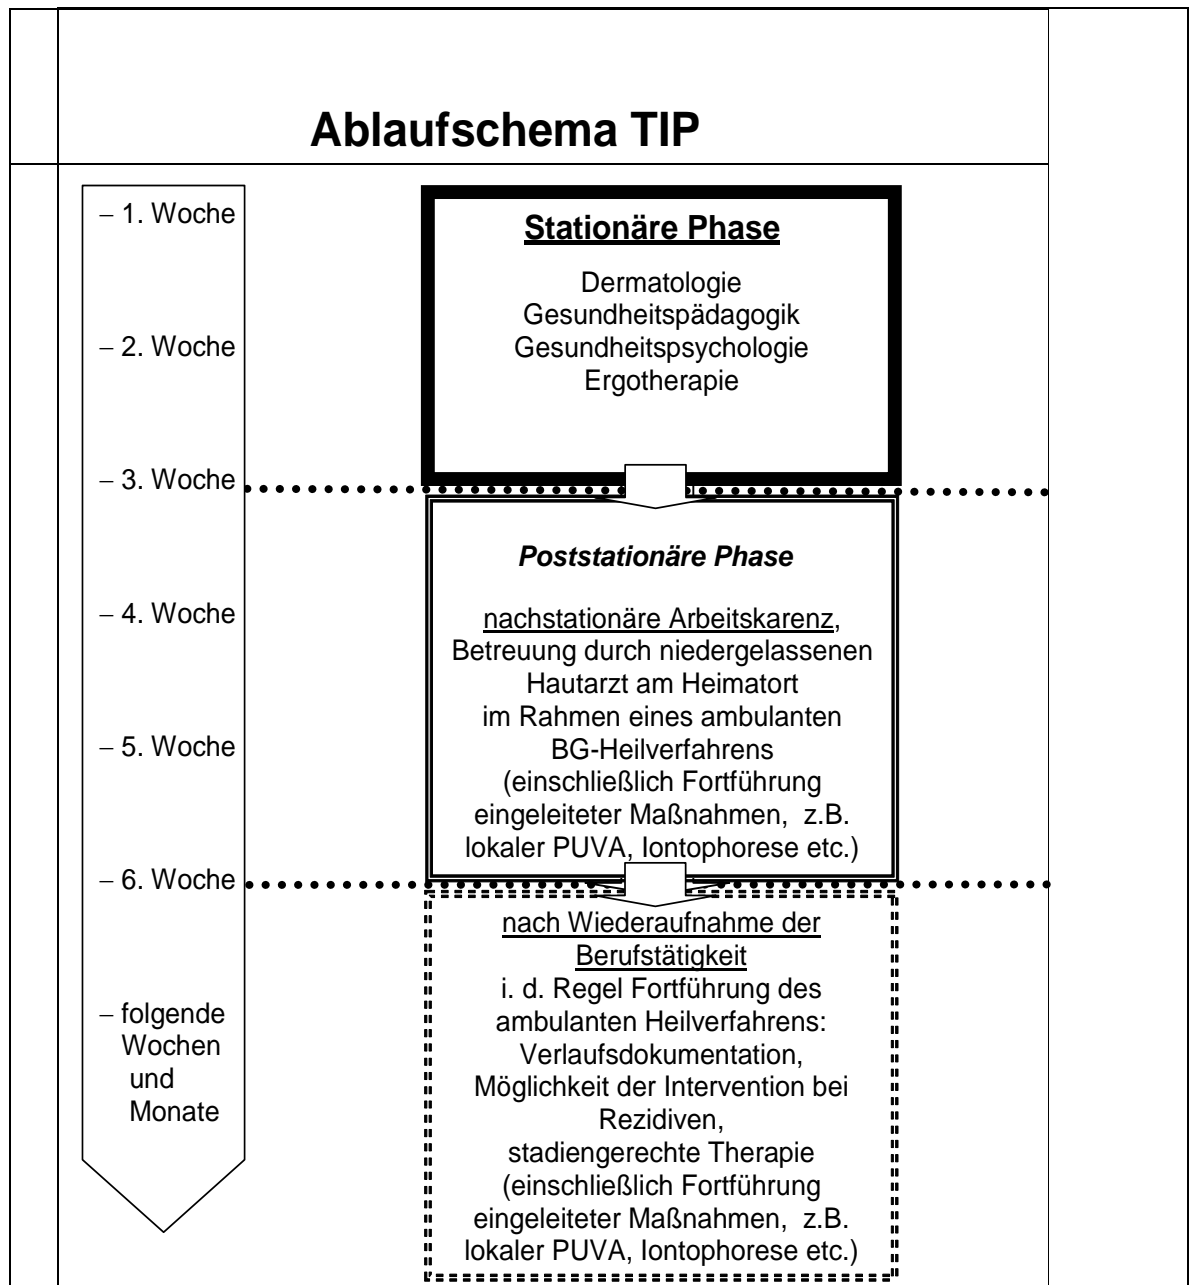 Ablaufschema TIP
– 1. Woche
– 2. Woche
– 3. Woche
– 4. Woche
– 5. Woche
– 6. Woche
– folgende
Wochen
und
Monate
Stationäre Phase
Dermatologie
Gesundheitspädagogik
Gesundheitspsychologie
Ergotherapie
Poststationäre Phase
nachstationäre Arbeitskarenz,
Betreuung durch niedergelassenen
Hautarzt am Heimatort
im Rahmen eines ambulanten
BG-Heilverfahrens
(einschließlich Fortführung
eingeleiteter Maßnahmen, z.B.
lokaler PUVA, Iontophorese etc.)
nach Wiederaufnahme der
Berufstätigkeit
i. d. Regel Fortführung des
ambulanten Heilverfahrens:
Verlaufsdokumentation,
Möglichkeit der Intervention bei
Rezidiven,
stadiengerechte Therapie
(einschließlich Fortführung
eingeleiteter Maßnahmen, z.B.
lokaler PUVA, Iontophorese etc.)